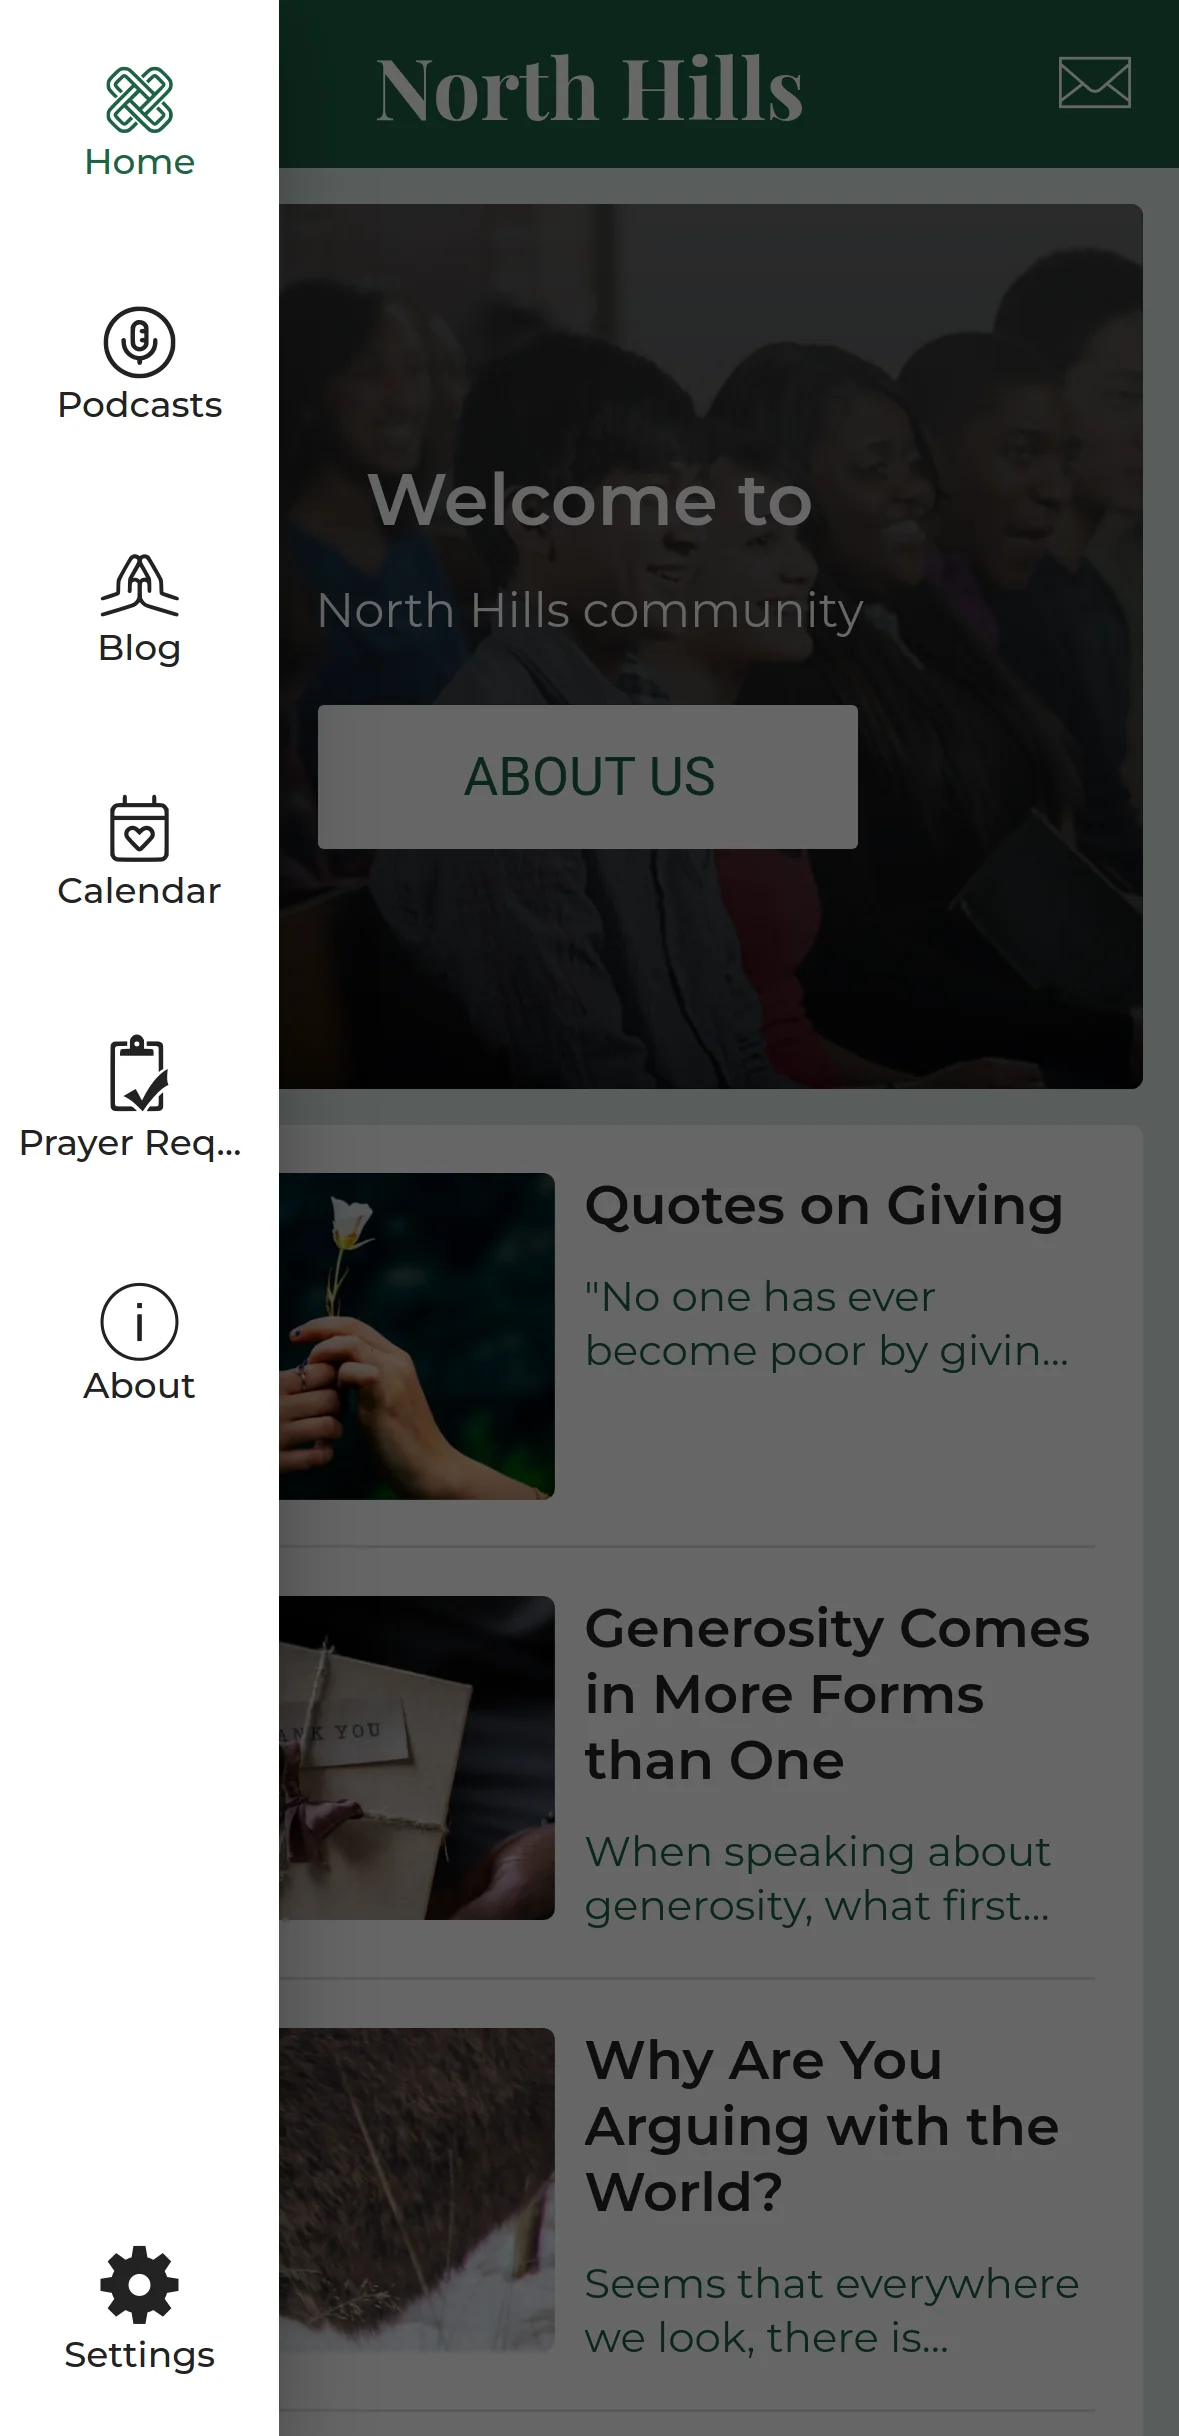 Home
Podcasts
Blog
Calendar
Prayer Req...
About
Settings
North Hills
Welcome to
North Hills community
ABOUT US
Quotes on Giving
"No one has ever
become poor by givin...
ANK YOU
Generosity Comes
in More Forms
than One
When speaking about
generosity, what first...
Why Are You
Arguing with the
World?
Seems that everywhere
we look, there is...